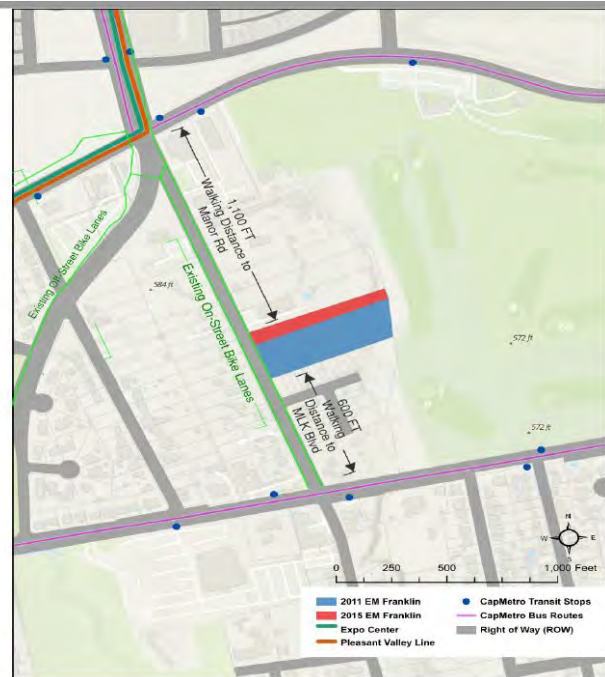 1,100 FT
Walking Distance to
Manor Rd
Existing Off-Street Bike Lanes
584 ft
Existing On-Street Bike Lanes
572 ft
600 FT
Walking
Distance to
MLK Blvd
572 ft
N
W
E
S
0
250
500
1,000 Feet
2011 EM Franklin
2015 EM Franklin
Expo Center
Pleasant Valley Line
CapMetro Transit Stops
CapMetro Bus Routes
Right of Way (ROW)